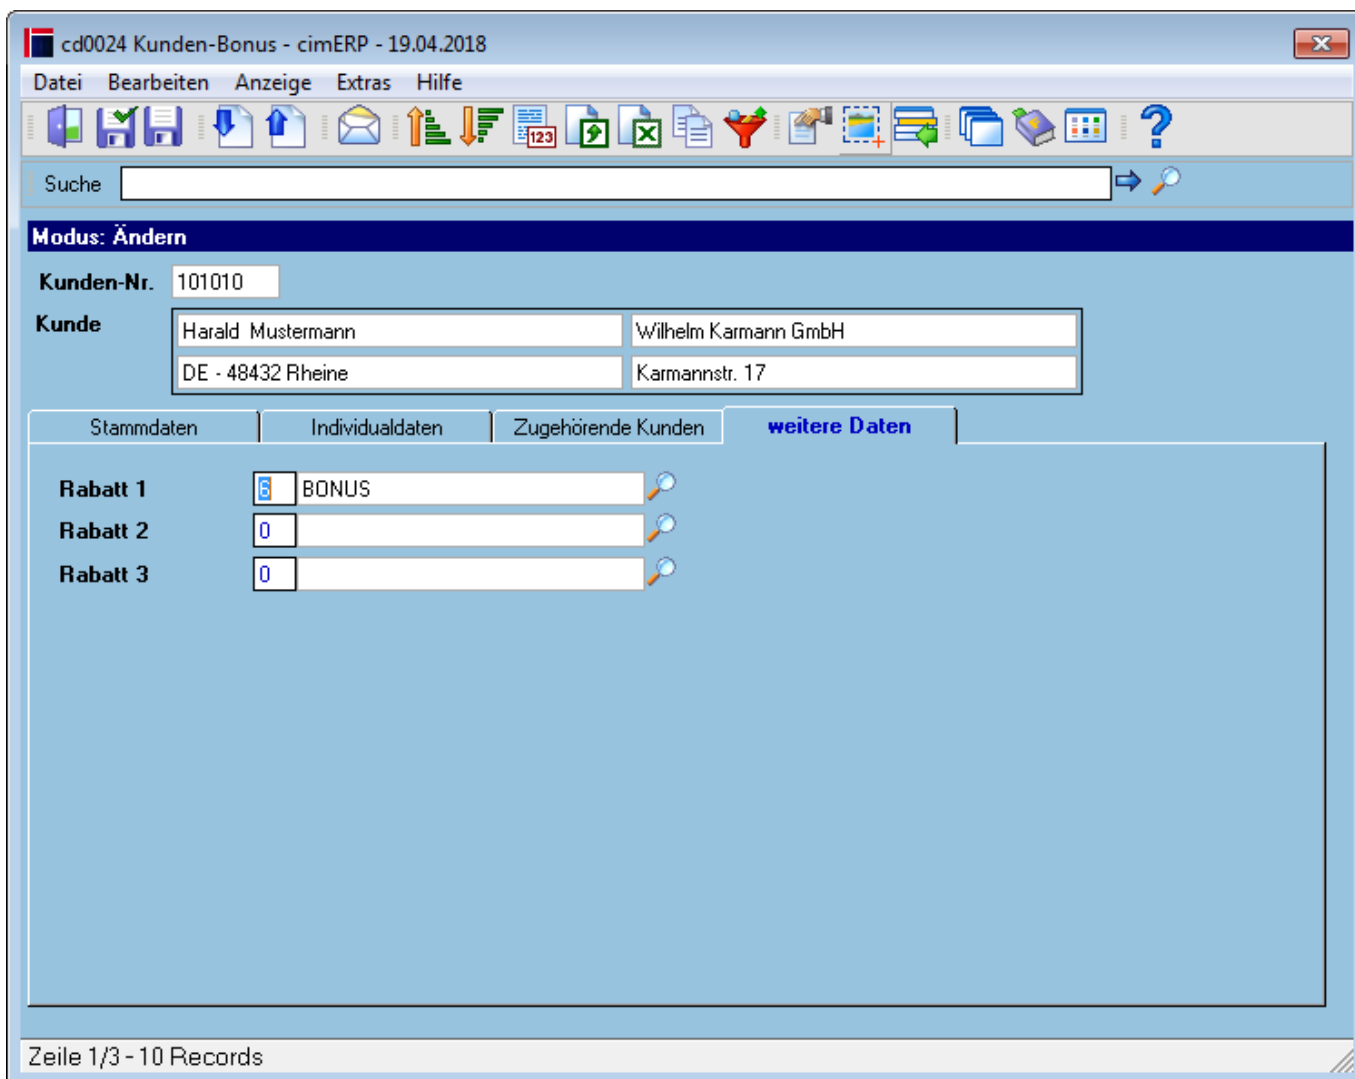 cd0024 Kunden-Bonus - cimERP - 19.04.2018
Datei Bearbeiten Anzeige Extras Hilfe
123
Suche
Modus: Ändern
Kunden-Nr. 101010
Kunde Harald Mustermann Wilhelm Karmann GmbH
DE - 48432 Rheine Karmannstr. 17
Stammdaten Individualdaten Zugehörende Kunden weitere Daten
Rabatt 1 6 BONUS
Rabatt 2 0
Rabatt 3 0
Zeile 1/3 - 10 Records